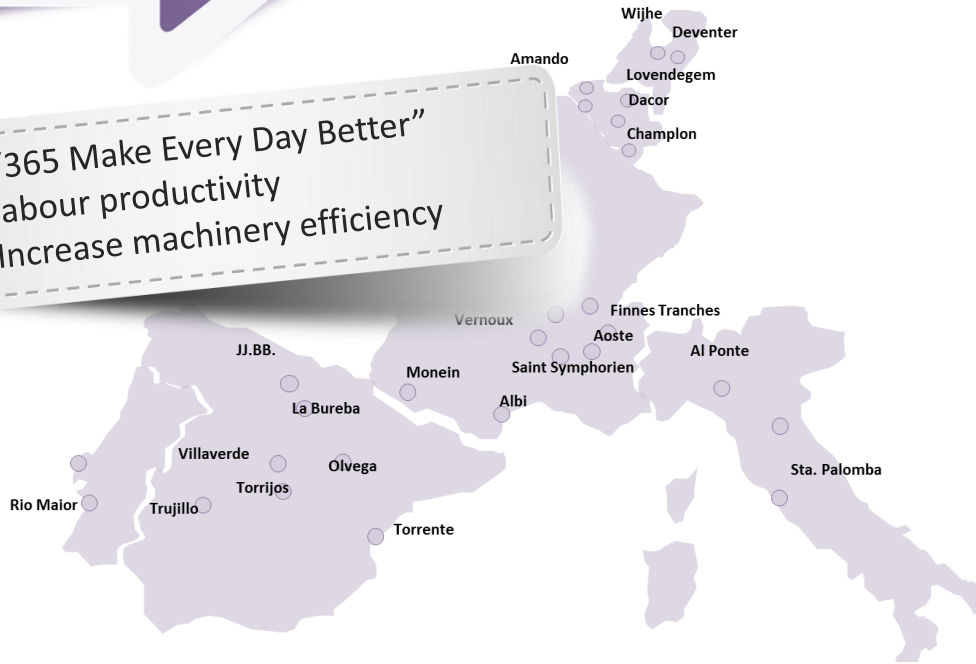 Wijhe
Deventer
Amando
Lovendegem
Dacor
Champlon
365 Make Every Day Better”
abour productivity
Increase machinery efficiency
Finnes Tranches
Vernoux
Aoste
JJ.BB.
Al Ponte
Saint Symphorien
Monein
Albi
La Bureba
Villaverde
Olvega
Sta. Palomba
Torrijos
Rio Maior
Trujillo
Torrente